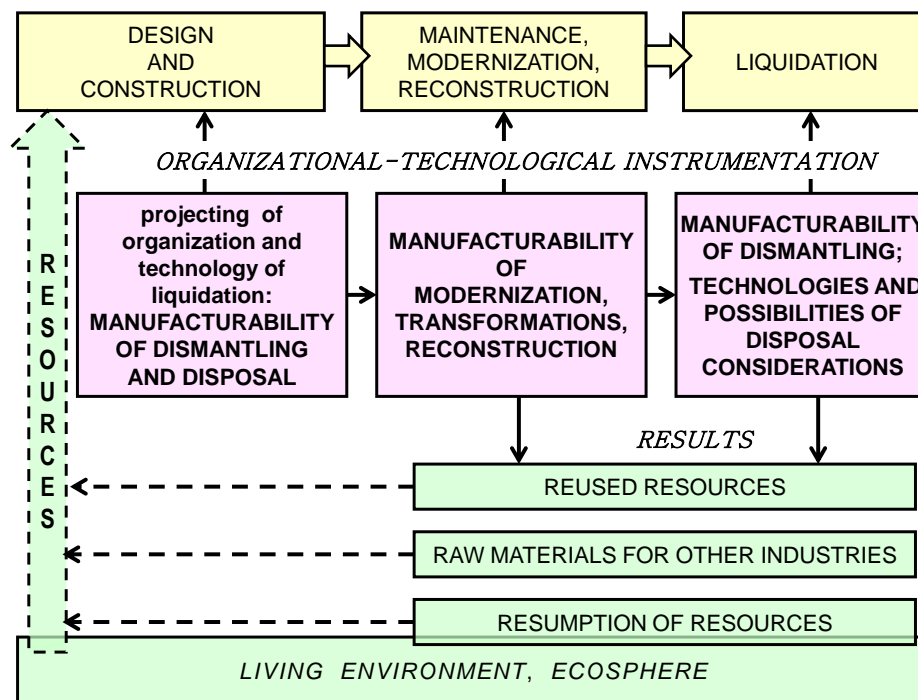 DESIGN
AND
CONSTRUCTION
MAINTENANCE,
MODERNIZATION,
RECONSTRUCTION
LIQUIDATION
ORGANIZATIONAL-TECHNOLOGICAL INSTRUMENTATION
projecting of
organization and
technology of
liquidation:
MANUFACTURABILITY
OF DISMANTLING
AND DISPOSAL
MANUFACTURABILITY
OF
MODERNIZATION,
TRANSFORMATIONS,
RECONSTRUCTION
MANUFACTURABILITY
OF DISMANTLING;
TECHNOLOGIES AND
POSSIBILITIES OF
DISPOSAL
CONSIDERATIONS
RESOURCES
RESULTS
REUSED RESOURCES
RAW MATERIALS FOR OTHER INDUSTRIES
RESUMPTION OF RESOURCES
LIVING ENVIRONMENT, ECOSPHERE